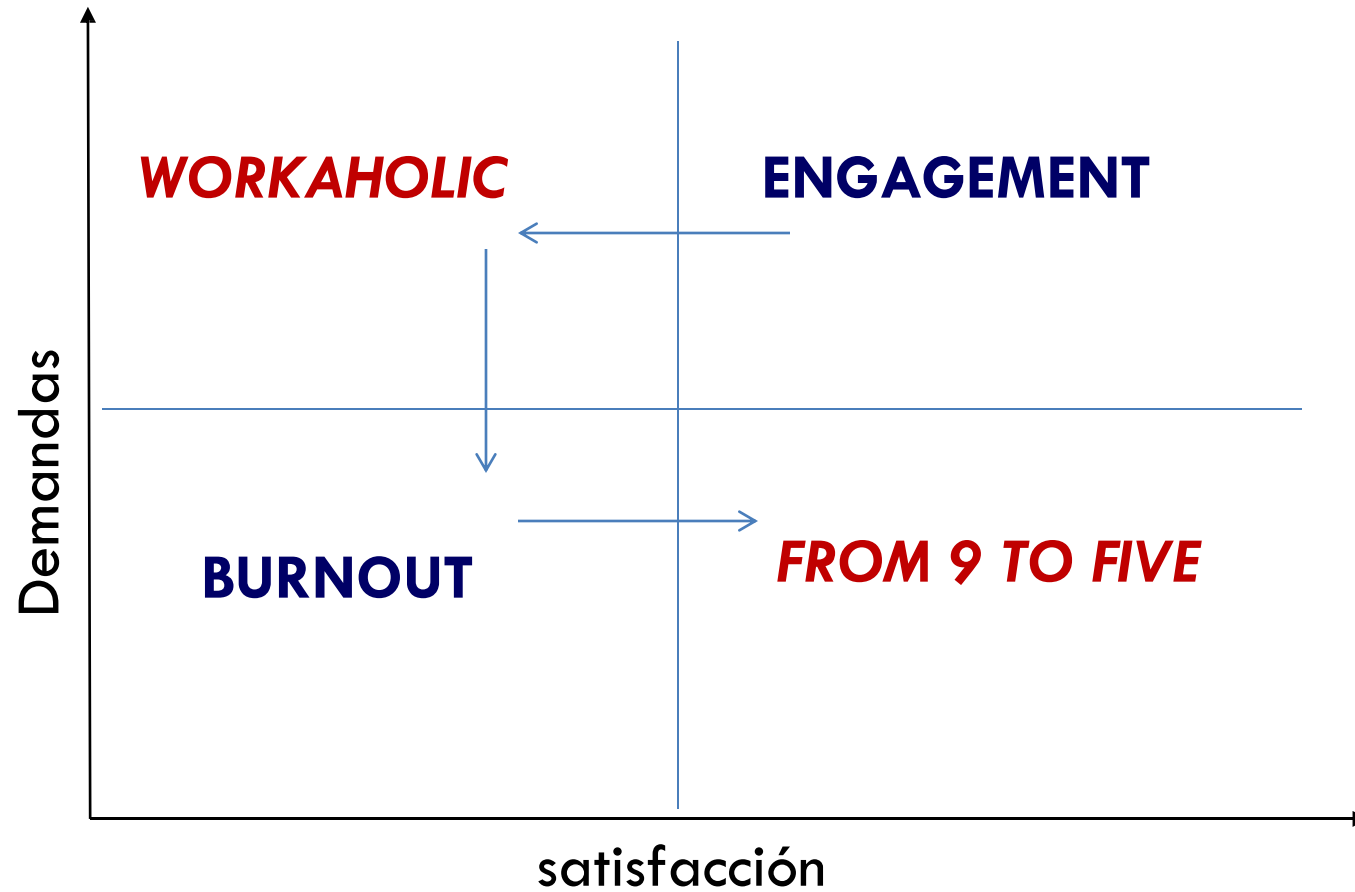 WORKAHOLIC
ENGAGEMENT
Demandas
BURNOUT
FROM 9 TO FIVE
satisfacción